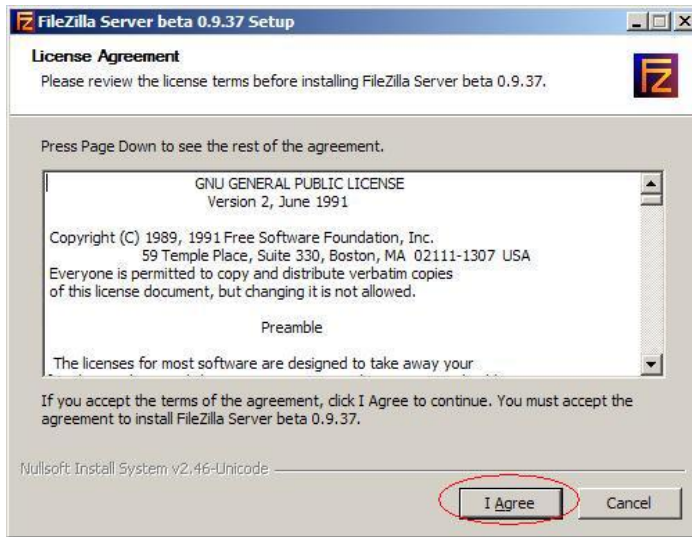 FileZilla Server beta 0.9.37 Setup
License Agreement
Please review the license terms before installing FileZilla Server beta 0.9.37.
Press Page Down to see the rest of the agreement.
GNU GENERAL PUBLIC LICENSE
Version 2, June 1991
Copyright (C) 1989, 1991 Free Software Foundation, Inc.
59 Temple Place, Suite 330, Boston, MA 02111-1307 USA
Everyone is permitted to copy and distribute verbatim copies
of this license document, but changing it is not allowed.
Preamble
The licenses for most software are designed to take away your
If you accept the terms of the agreement, click I Agree to continue. You must accept the
agreement to install FileZilla Server beta 0.9.37.
Nullsoft Install System v2.46-Unicode
I Agree
Cancel